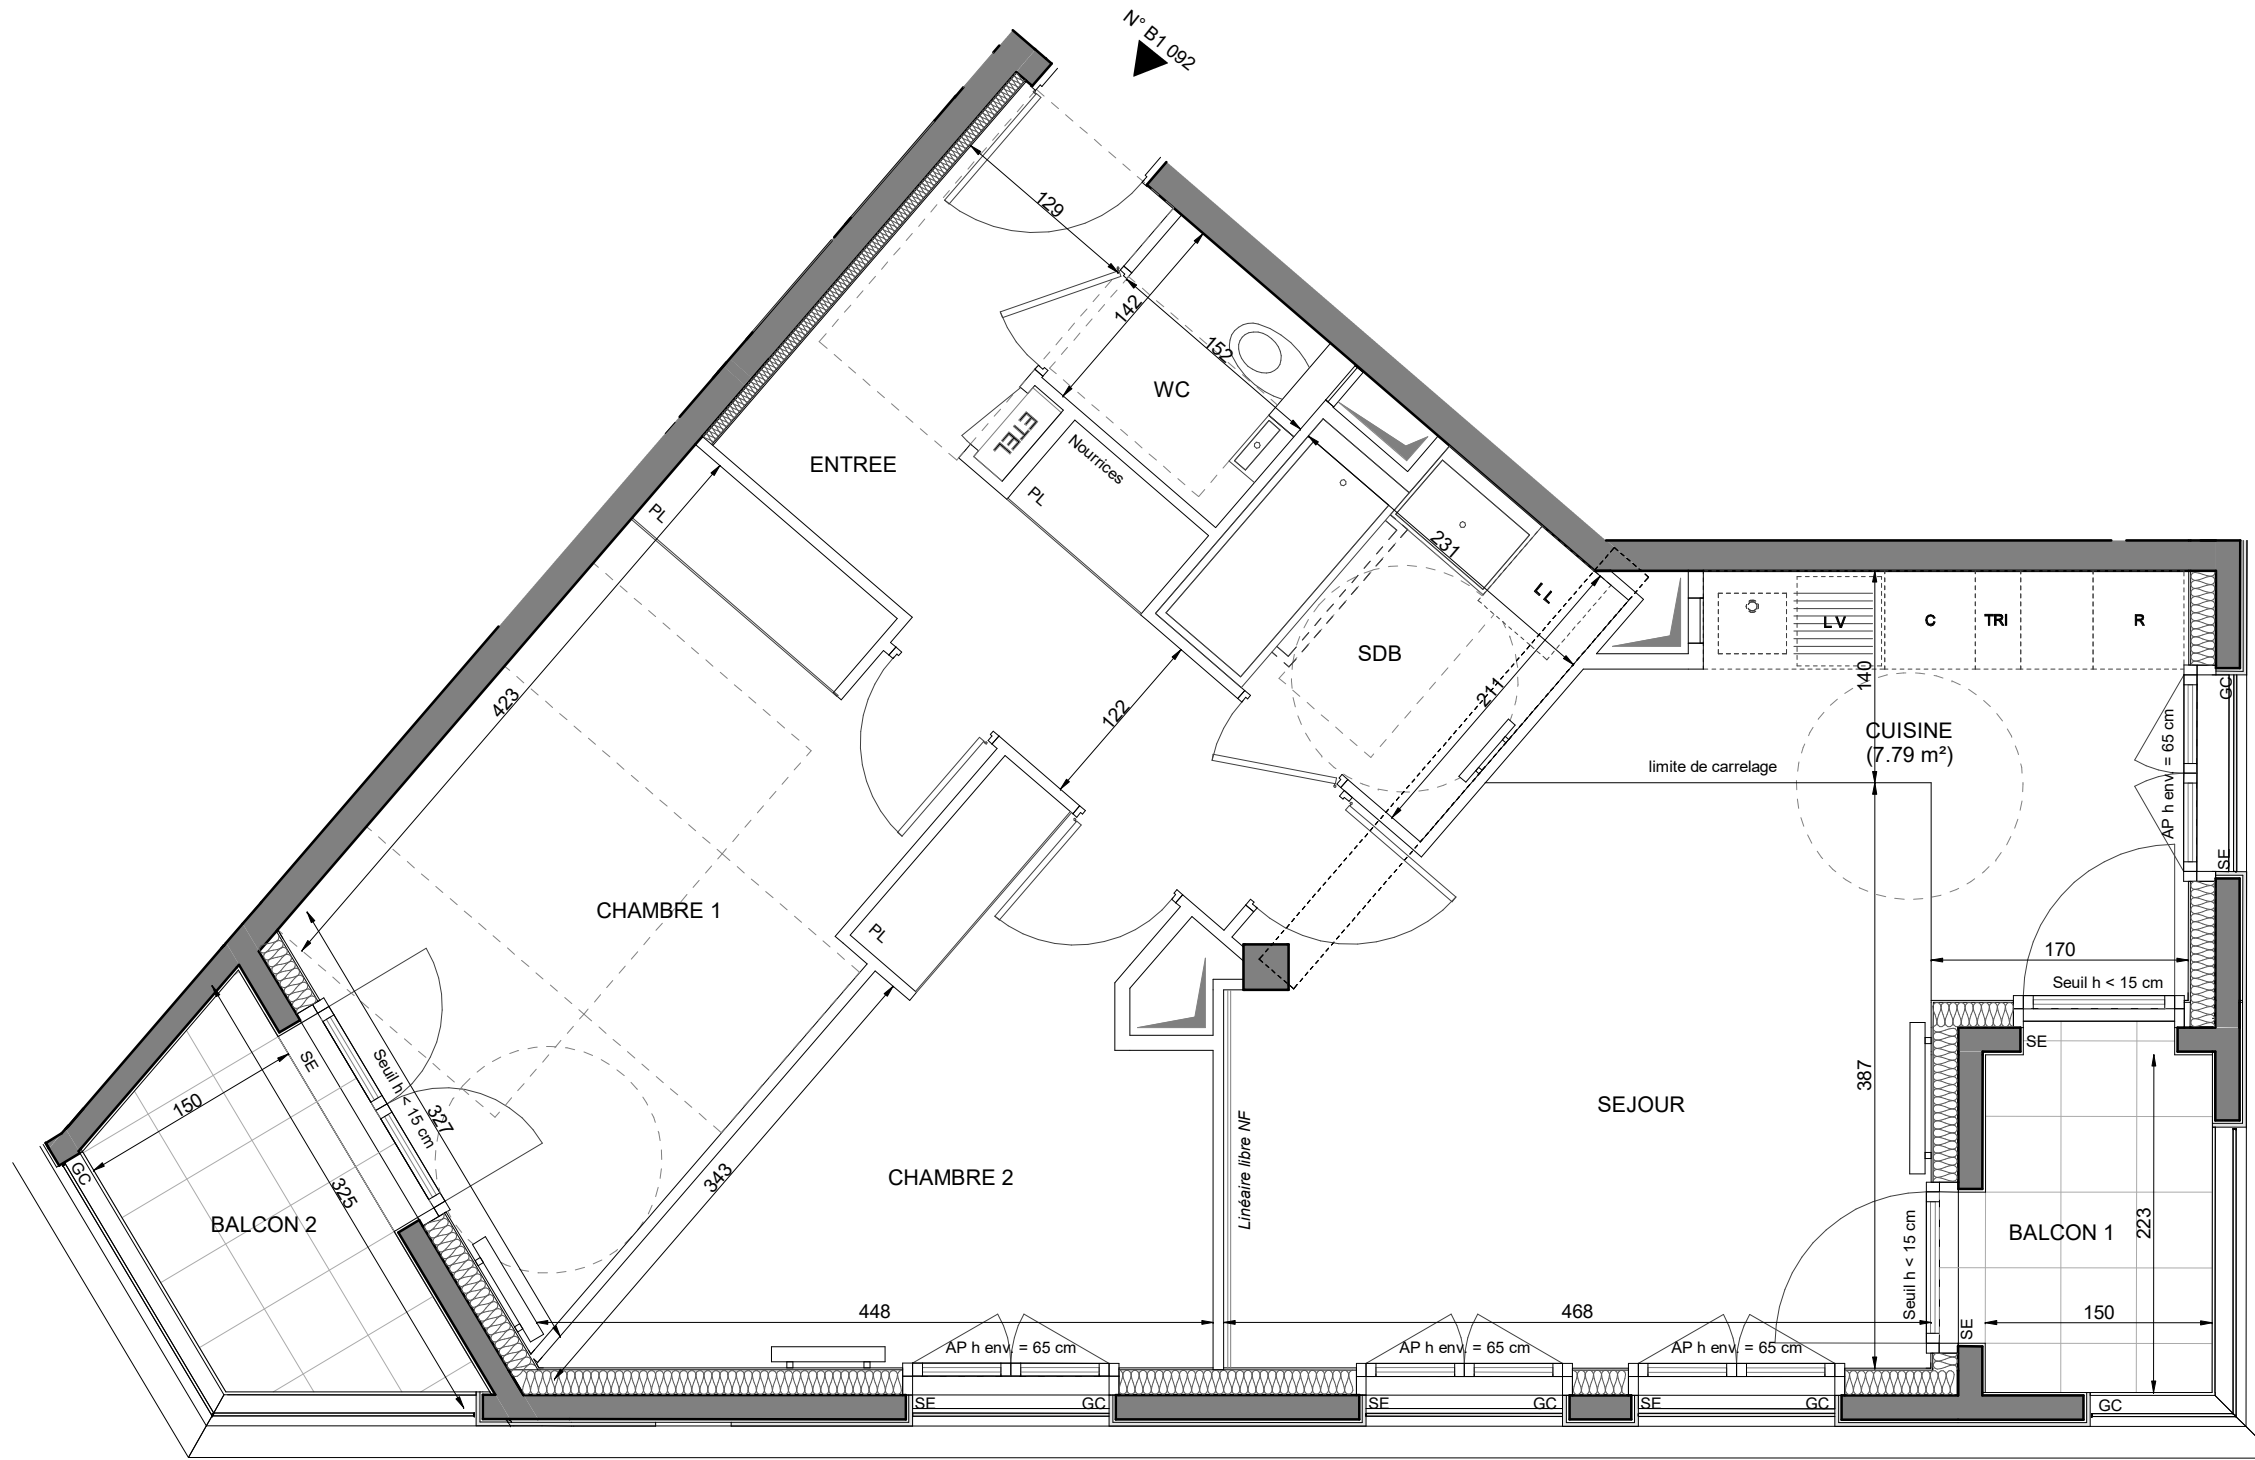 N° B1 092
129
142
152
WC
ETEL
Nourrices
PL
ENTREE
PL
231
LL
SDB
211
LV
C
TRI
R
140
GC
CUISINE
(7.79 m²)
AP h env. = 65 cm
SE
limite de carrelage
423
122
CHAMBRE 1
PL
170
Seuil h < 15 cm
SE
SE
Seuil h < 15 cm
327
150
GC
325
BALCON 2
343
CHAMBRE 2
Linéaire libre NF
SEJOUR
387
Seuil h < 15 cm
SE
BALCON 1
223
150
448
468
AP h env. = 65 cm
AP h env. = 65 cm
AP h env. = 65 cm
SE
GC
SE
GC
SE
GC
GC